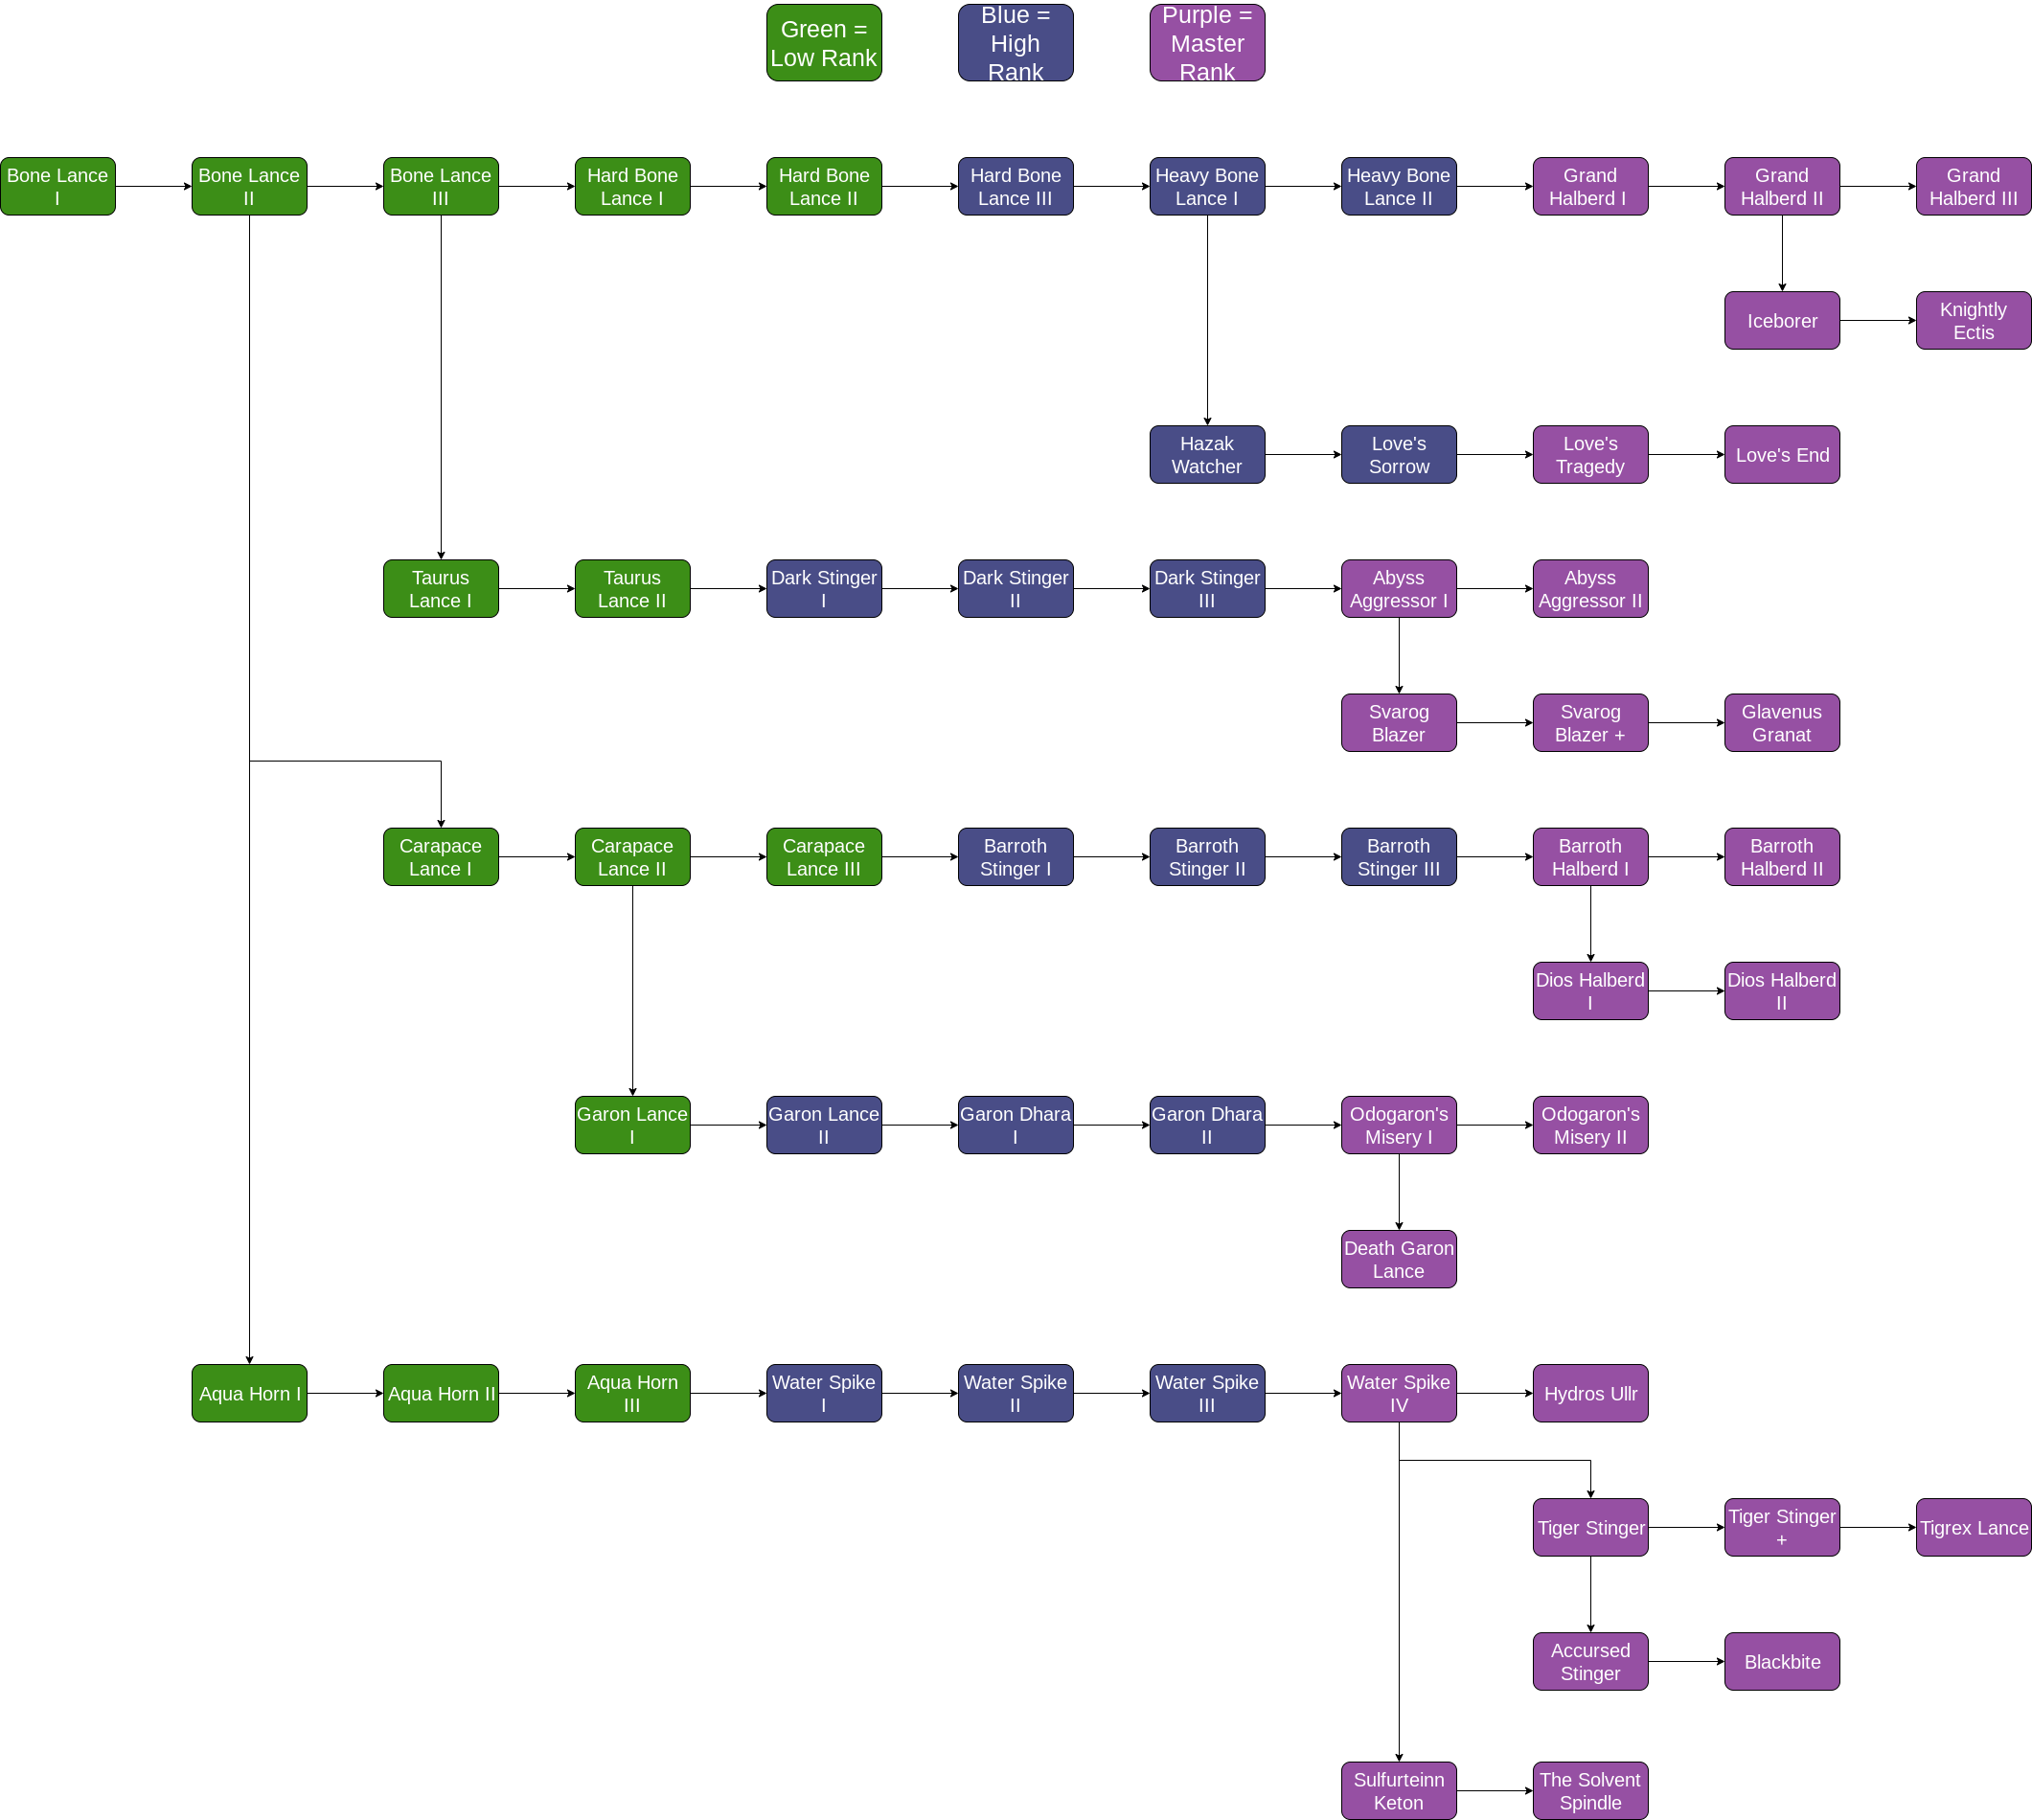 Green =
Low Rank
Blue =
High
Rank
Purple =
Master
Rank
Bone Lance
I
Bone Lance
II
Bone Lance
III
Hard Bone
Lance I
Hard Bone
Lance II
Hard Bone
Lance III
Heavy Bone
Lance I
Heavy Bone
Lance II
Grand
Halberd I
Grand
Halberd II
Grand
Halberd III
Iceborer
Knightly
Ectis
Hazak
Watcher
Love's
Sorrow
Love's
Tragedy
Love's End
Taurus
Lance I
Taurus
Lance II
Dark Stinger
I
Dark Stinger
II
Dark Stinger
III
Abyss
Aggressor I
Abyss
Aggressor II
Svarog
Blazer
Svarog
Blazer +
Glavenus
Granat
Carapace
Lance I
Carapace
Lance II
Carapace
Lance III
Barroth
Stinger I
Barroth
Stinger II
Barroth
Stinger III
Barroth
Halberd I
Barroth
Halberd II
Dios Halberd
I
Dios Halberd
II
Garon Lance
I
Garon Lance
II
Garon Dhara
I
Garon Dhara
II
Odogaron's
Misery I
Odogaron's
Misery II
Death Garon
Lance
Aqua Horn I
Aqua Horn II
Aqua Horn
III
Water Spike
I
Water Spike
II
Water Spike
III
Water Spike
IV
Hydros Ullr
Tiger Stinger
Tiger Stinger
+
Tigrex Lance
Accursed
Stinger
Blackbite
Sulfurteinn
Keton
The Solvent
Spindle